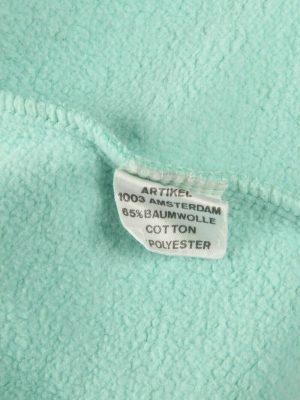 ARTIKEL
1003 AMSTERDAM
65% BAUMWOLLE
COTTON
POLYESTER